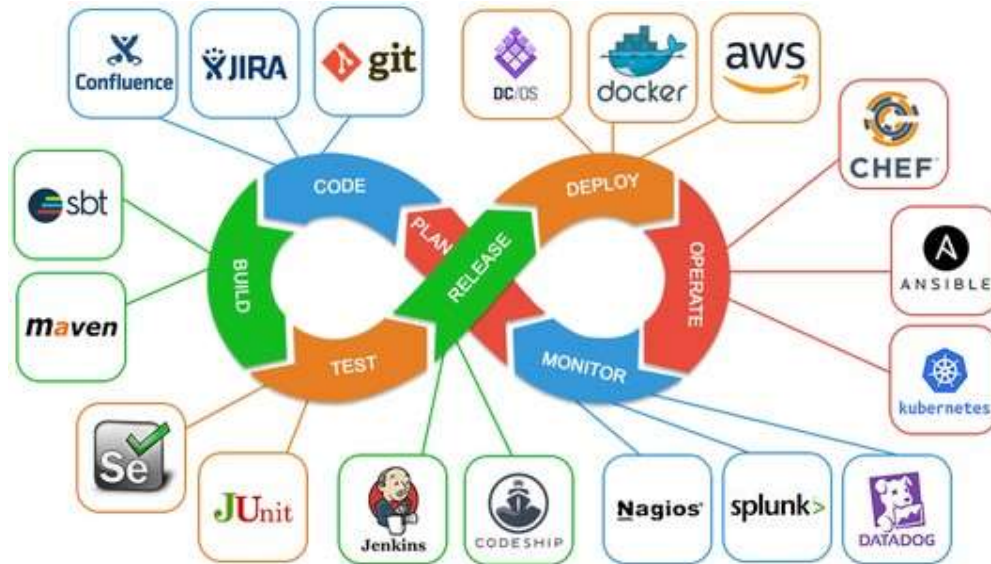 Confluence
JIRA
git
DC/OS
docker
aws
CHEF
sbt
CODE
DEPLOY
PLAN
RELEASE
BUILD
OPERATE
ANSIBLE
maven
TEST
MONITOR
kubernetes
Se
JUnit
Jenkins
CODESHIP
Nagios®
splunk>
DATADOG